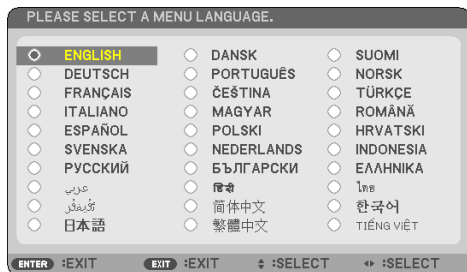 PLEASE SELECT A MENU LANGUAGE.
ENGLISH DANSK SUOMI
DEUTSCH PORTUGUÊS NORSK
FRANÇAIS ČEŠTINA TÜRKÇE
ITALIANO MAGYAR ROMÂNĂ
ESPAÑOL POLSKI HRVATSKI
SVENSKA NEDERLANDS INDONESIA
РУССКИЙ БЪЛГАРСКИ ΕΛΛΗΝΙΚΑ
عربي हिंदी ไทย
简体中文 한국어
日本語 繁體中文 TIẾNG VIỆT
ENTER :EXIT EXIT :EXIT :SELECT :SELECT